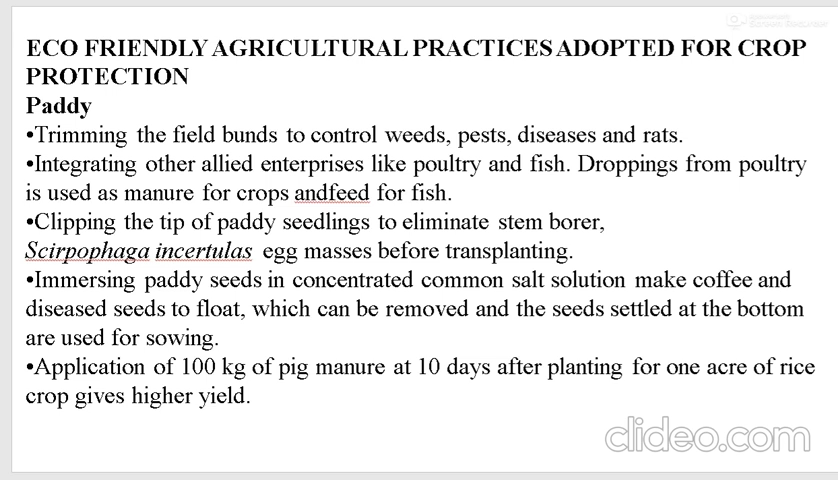 ECO FRIENDLY AGRICULTURAL PRACTICES ADOPTED FOR CROP
PROTECTION
Paddy
•Trimming the field bunds to control weeds, pests, diseases and rats.
•Integrating other allied enterprises like poultry and fish. Droppings from poultry
is used as manure for crops andfeed for fish.
•Clipping the tip of paddy seedlings to eliminate stem borer,
Scirpophaga incertulas egg masses before transplanting.
•Immersing paddy seeds in concentrated common salt solution make coffee and
diseased seeds to float, which can be removed and the seeds settled at the bottom
are used for sowing.
•Application of 100 kg of pig manure at 10 days after planting for one acre of rice
crop gives higher yield.
clideo.com